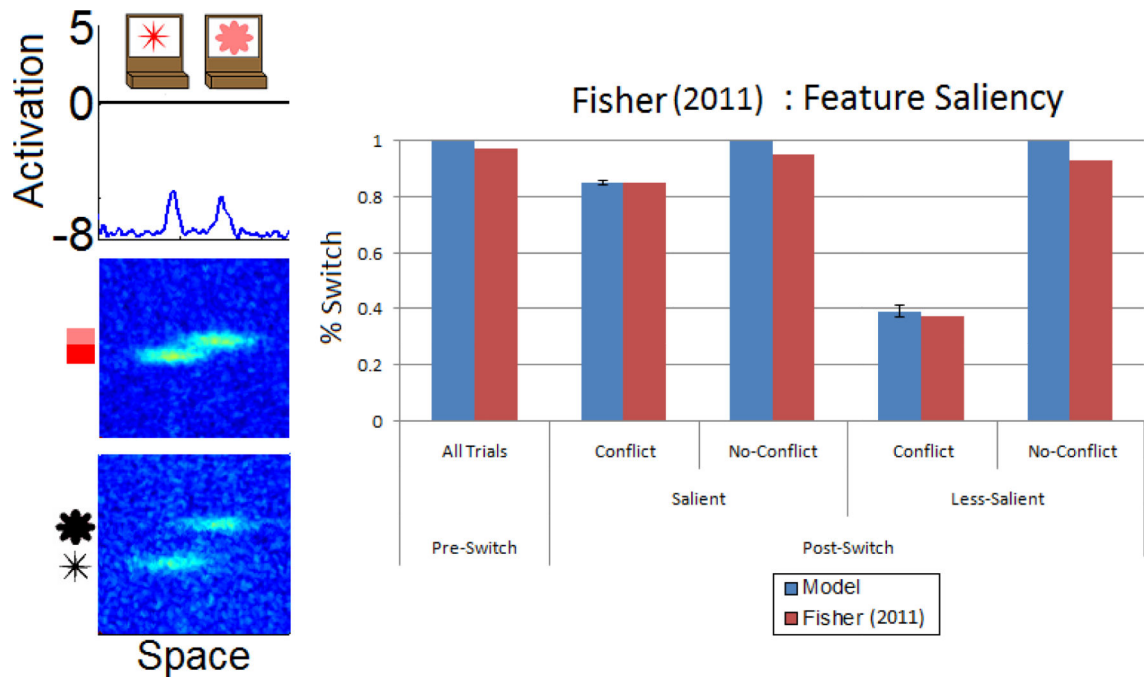 Activation
5
0
-8
Space
Fisher (2011) : Feature Saliency
% Switch
1
0.8
0.6
0.4
0.2
0
All Trials
Conflict
No-Conflict
Conflict
No-Conflict
Salient
Less-Salient
Pre-Switch
Post-Switch
Model
Fisher (2011)